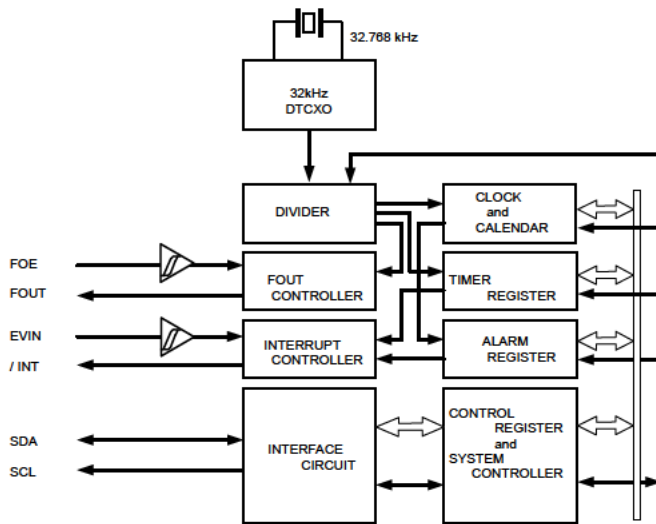 32.768 kHz
32kHz
DTCXO
DIVIDER
CLOCK
and
CALENDAR
FOE
FOUT
FOUT
CONTROLLER
TIMER
REGISTER
EVIN
/ INT
INTERRUPT
CONTROLLER
ALARM
REGISTER
SDA
SCL
INTERFACE
CIRCUIT
CONTROL
REGISTER
and
SYSTEM
CONTROLLER